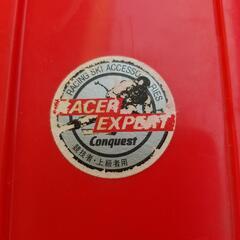 RACING SKI ACCESSORIES
RACER
EXPERT
Conquest
競技者・上級者用